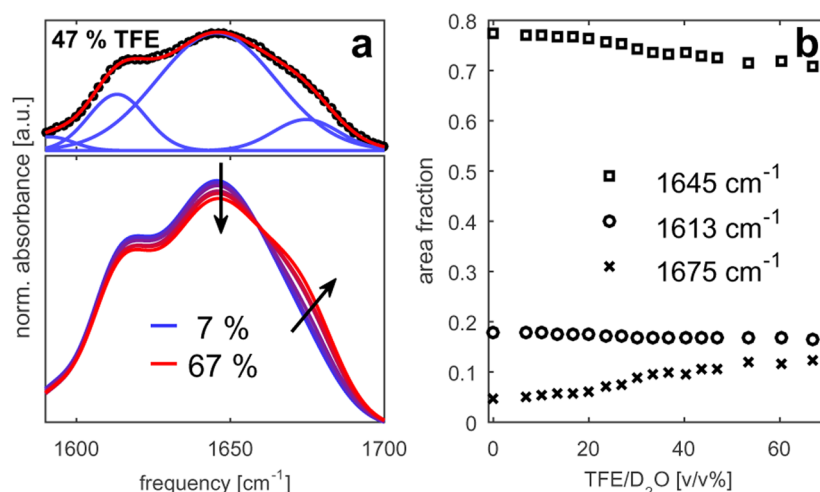 47 % TFE
a
norm. absorbance [a.u.]
7 %
67 %
1600
1650
1700
frequency [cm⁻¹]
b
area fraction
0.8
0.7
0.6
0.5
0.4
0.3
0.2
0.1
0
1645 cm⁻¹
1613 cm⁻¹
1675 cm⁻¹
0
20
40
60
TFE/D₂O [v/v%]